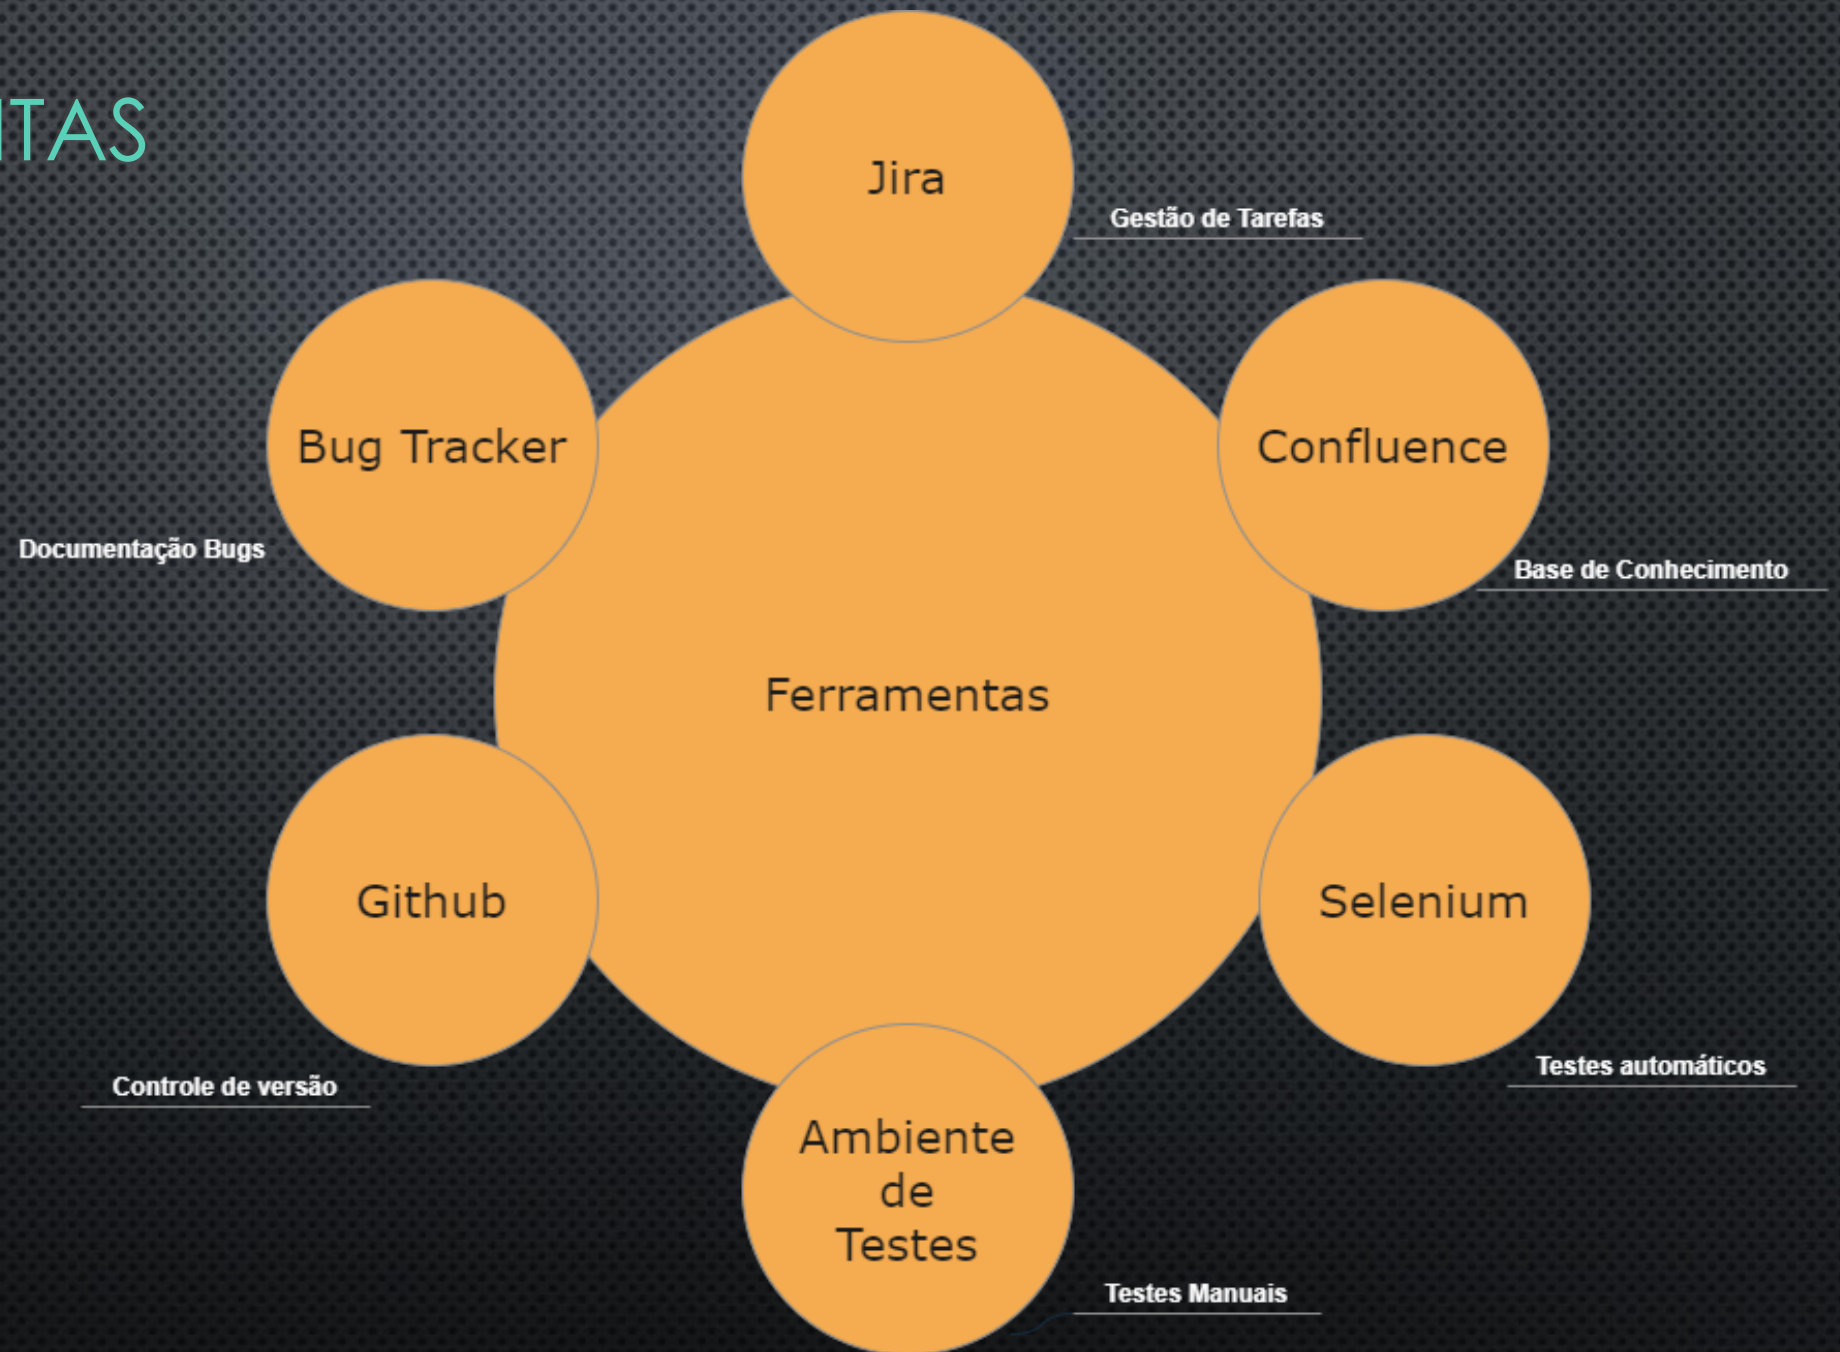 NTAS
Jira
Gestão de Tarefas
Bug Tracker
Confluence
Documentação Bugs
Base de Conhecimento
Ferramentas
Github
Selenium
Testes automáticos
Controle de versão
Ambiente
de
Testes
Testes Manuais